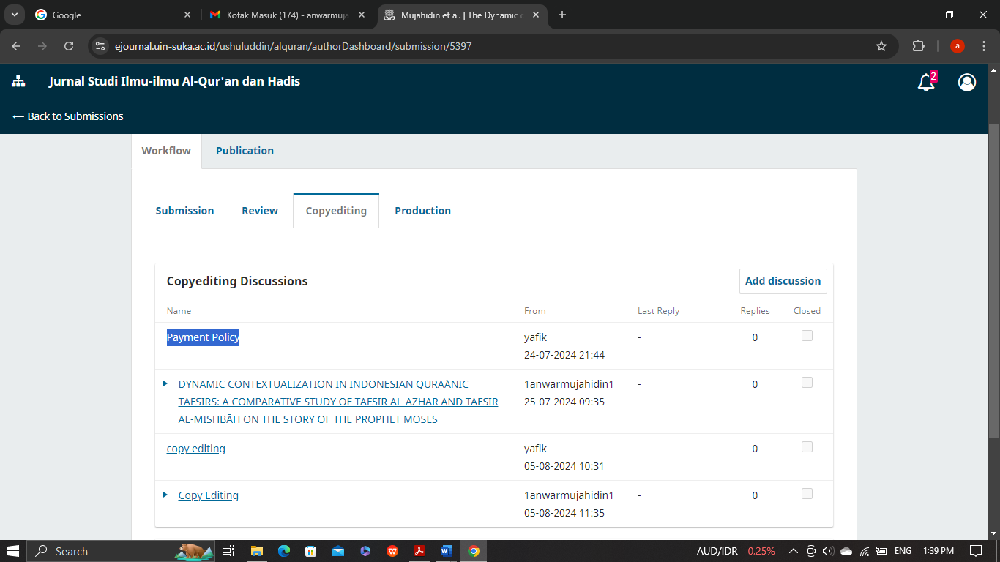 Google
Kotak Masuk (174) - anwarmuja
Mujahidin et al. | The Dynamic
ejournal.uin-suka.ac.id/ushuluddin/alquran/authorDashboard/submission/5397
a
Jurnal Studi Ilmu-ilmu Al-Qur'an dan Hadis
2
← Back to Submissions
Workflow
Publication
Submission
Review
Copyediting
Production
Copyediting Discussions
Add discussion
Name From Last Reply Replies Closed
Payment Policy yafik - 0
24-07-2024 21:44
DYNAMIC CONTEXTUALIZATION IN INDONESIAN QURAÀNIC 1anwarmujahidin1 - 0
TAFSIRS: A COMPARATIVE STUDY OF TAFSIR AL-AZHAR AND TAFSIR 25-07-2024 09:35
AL-MISHBĀH ON THE STORY OF THE PROPHET MOSES
copy editing yafik - 0
05-08-2024 10:31
Copy Editing 1anwarmujahidin1 - 0
05-08-2024 11:35
Search
AUD/IDR -0,25% ENG 1:39 PM